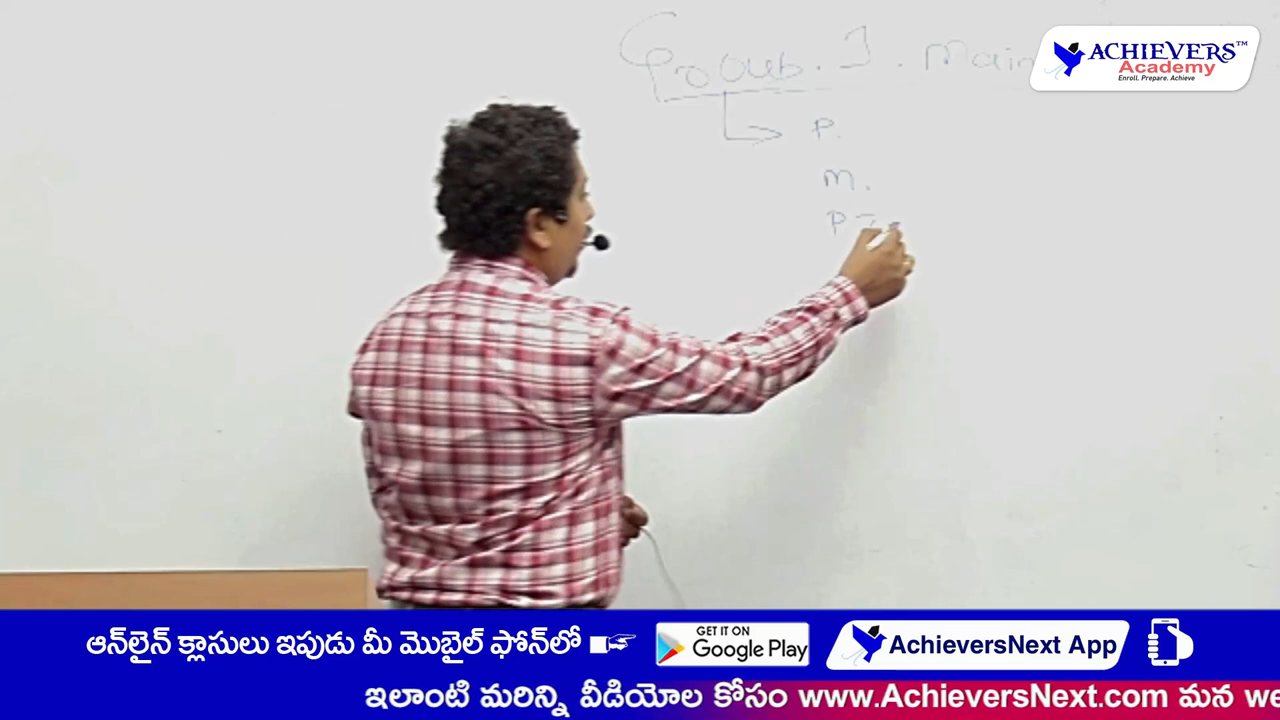 Group. I. Main
ACHIEVERS™
Academy
Enroll. Prepare. Achieve
P.
M.
P
ఆన్‌లైన్ క్లాసులు ఇపుడు మీ మొబైల్ ఫోన్‌లో
GET IT ON
Google Play
AchieversNext App
ఇలాంటి మరిన్ని వీడియోల కోసం www.AchieversNext.com మన we